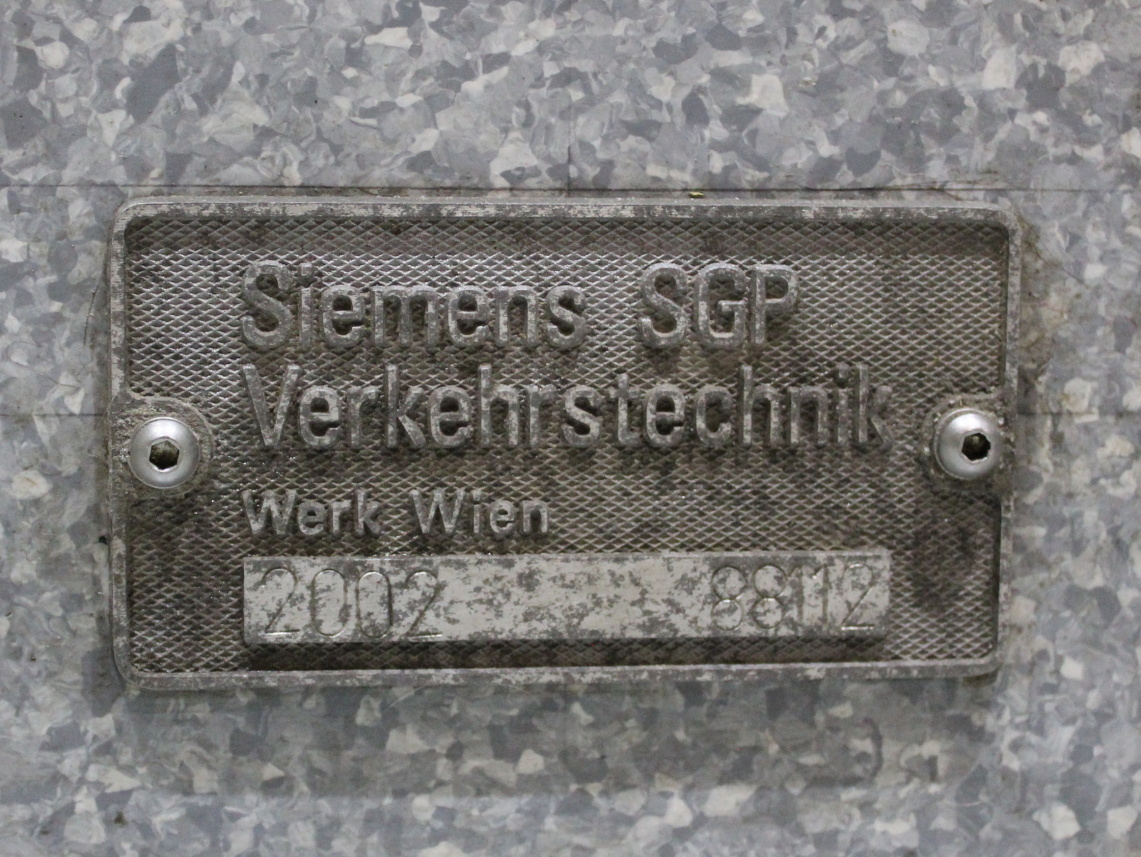 Siemens SGP
Verkehrstechnik
Werk Wien
2002 88112